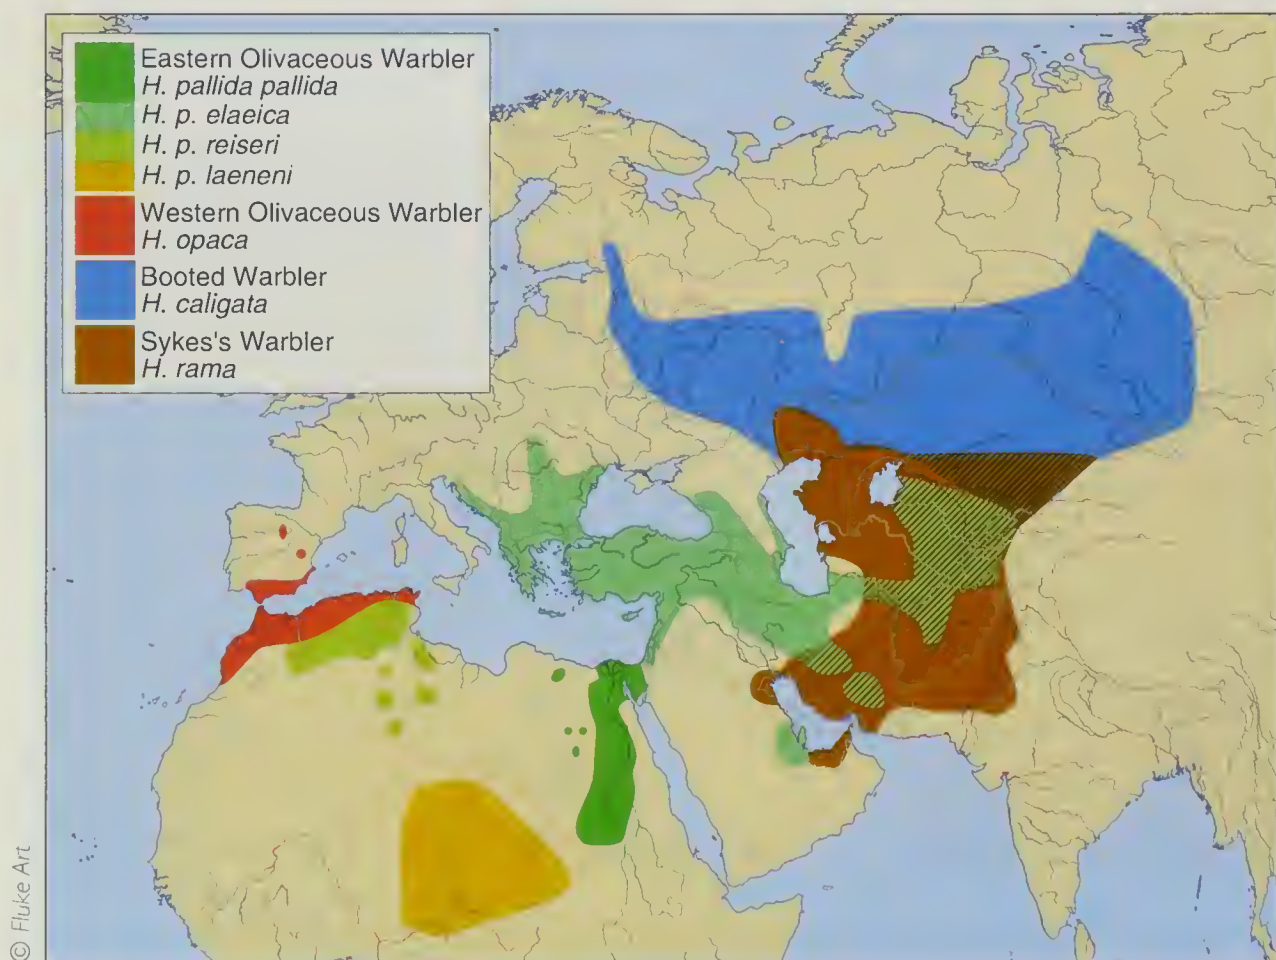 Eastern Olivaceous Warbler
H. pallida pallida
H. p. elaeica
H. p. reiseri
H. p. laeneni
Western Olivaceous Warbler
H. opaca
Booted Warbler
H. caligata
Sykes's Warbler
H. rama
© Fluke Art